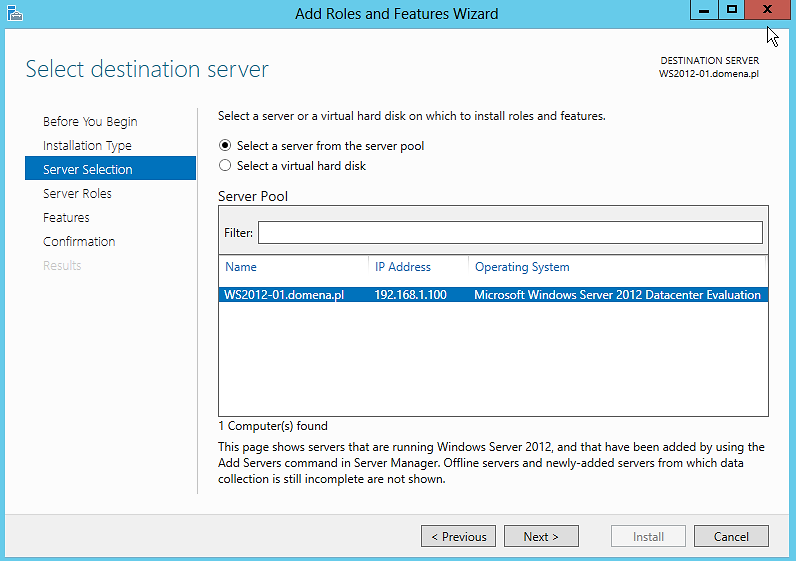 Add Roles and Features Wizard
Select destination server
DESTINATION SERVER
WS2012-01.domena.pl
Before You Begin
Installation Type
Server Selection
Server Roles
Features
Confirmation
Results
Select a server or a virtual hard disk on which to install roles and features.
Select a server from the server pool
Select a virtual hard disk
Server Pool
Filter:
Name IP Address Operating System
WS2012-01.domena.pl 192.168.1.100 Microsoft Windows Server 2012 Datacenter Evaluation
1 Computer(s) found
This page shows servers that are running Windows Server 2012, and that have been added by using the
Add Servers command in Server Manager. Offline servers and newly-added servers from which data
collection is still incomplete are not shown.
< Previous Next > Install Cancel